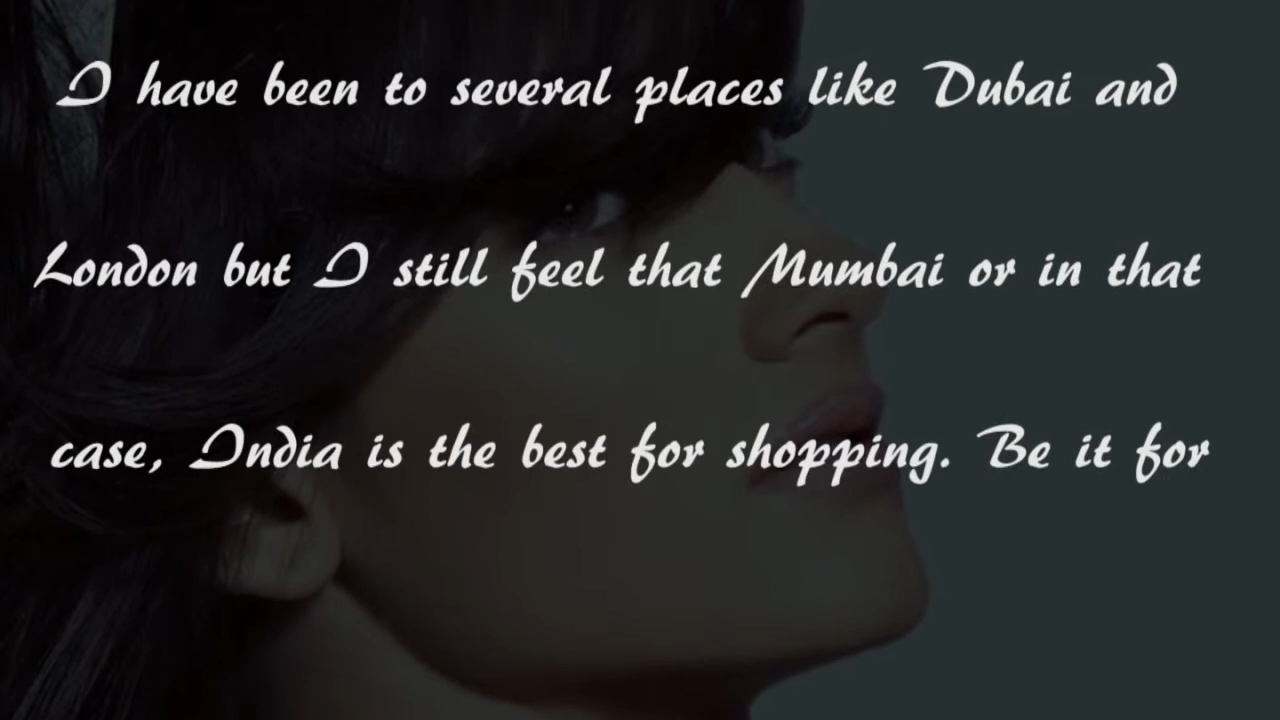 I have been to several places like Dubai and
London but I still feel that Mumbai or in that
case, India is the best for shopping. Be it for